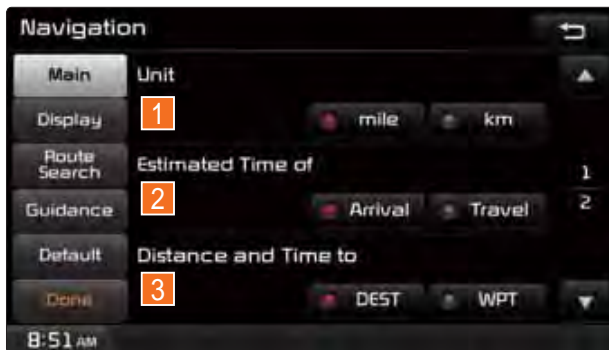 Navigation
Main
Unit
Display
1
mile
km
Route
Search
Estimated Time of
1
Guidance
2
Arrival
Travel
2
Default
Distance and Time to
Done
3
DEST
WPT
8:51 AM